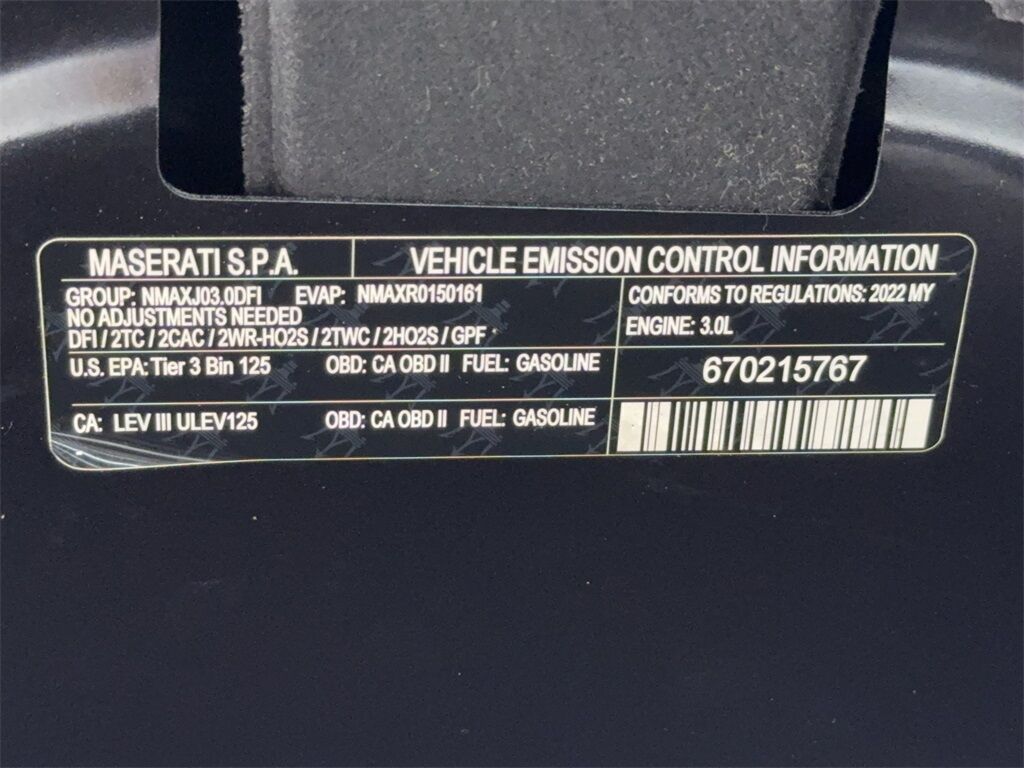 MASERATI S.P.A. VEHICLE EMISSION CONTROL INFORMATION
GROUP: NMAXJ03.0DFI EVAP: NMAXR0150161
NO ADJUSTMENTS NEEDED
DFI / 2TC / 2CAC / 2WR-HO2S / 2TWC / 2HO2S / GPF
CONFORMS TO REGULATIONS: 2022 MY
ENGINE: 3.0L
U.S. EPA: Tier 3 Bin 125 OBD: CA OBD II FUEL: GASOLINE
670215767
CA: LEV III ULEV125 OBD: CA OBD II FUEL: GASOLINE